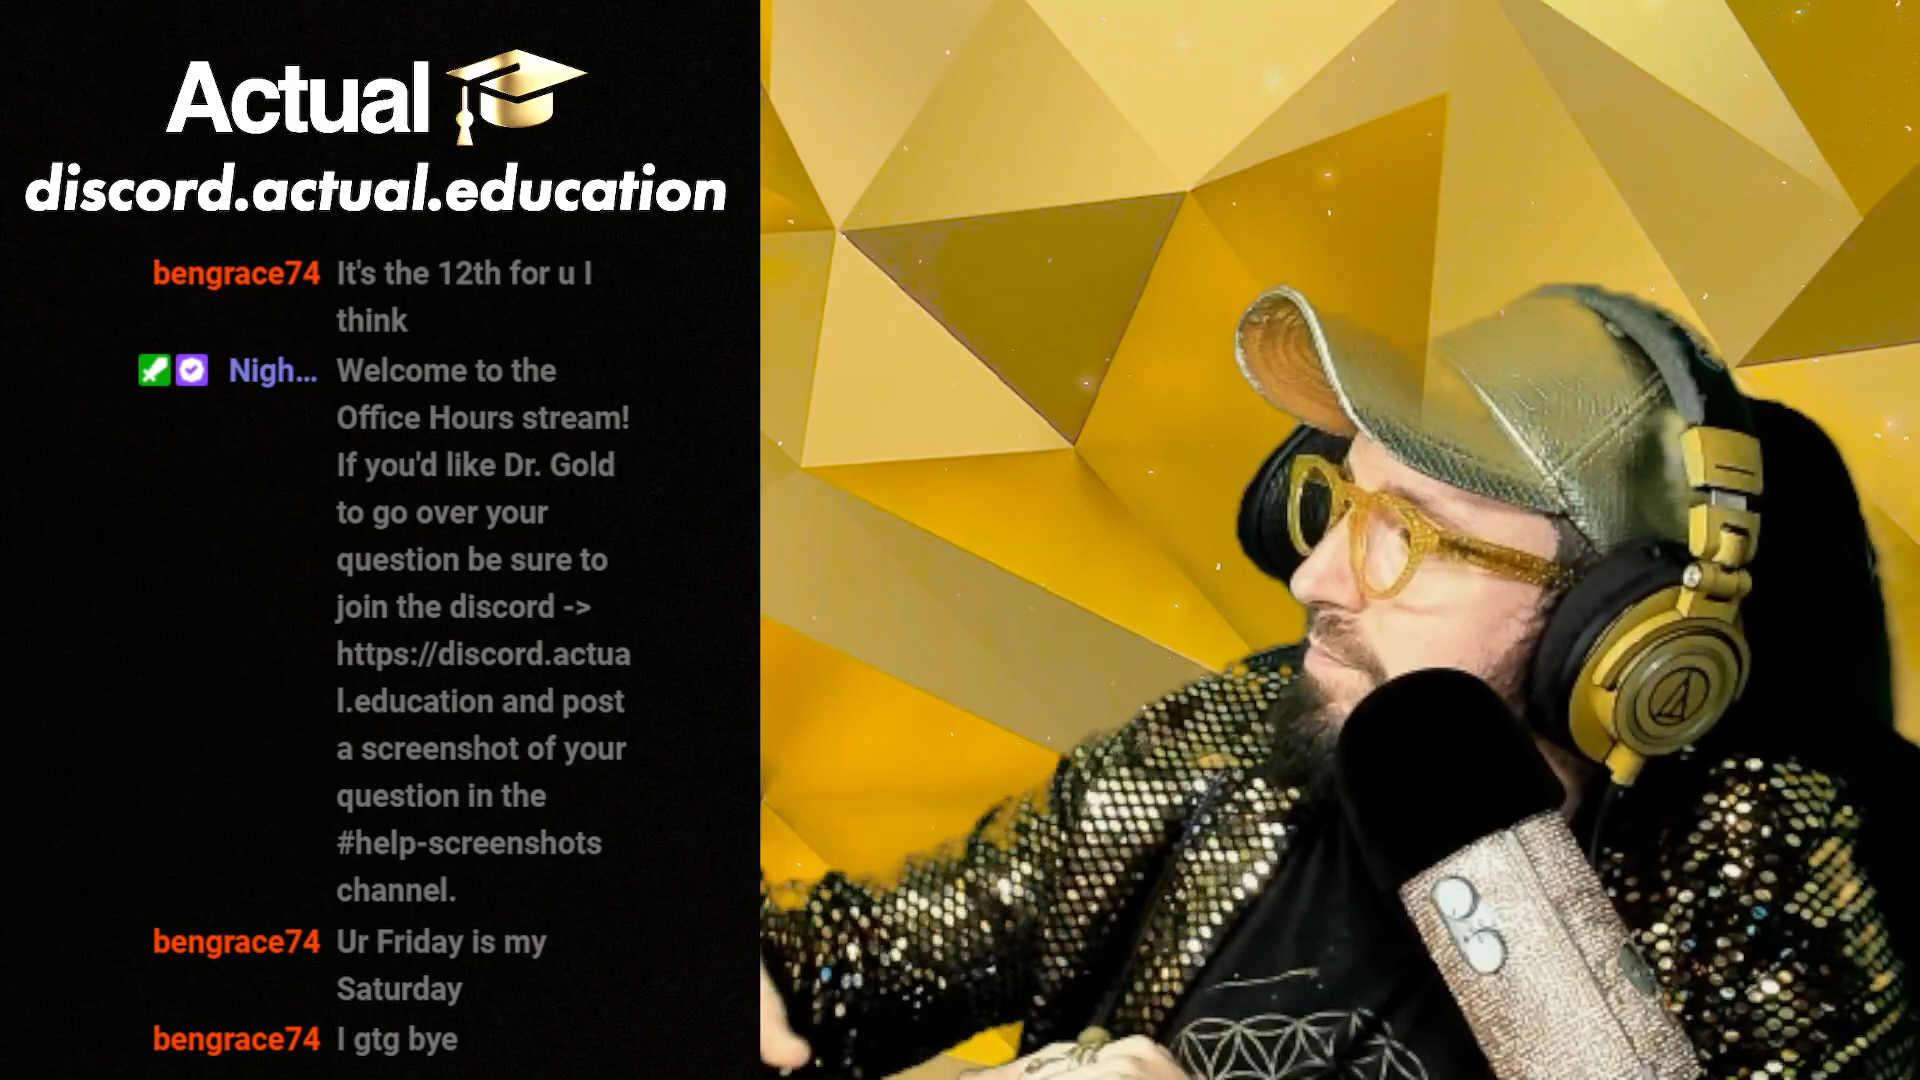 Actual
discord.actual.education
bengrace74 It's the 12th for u I
think
Nigh... Welcome to the
Office Hours stream!
If you'd like Dr. Gold
to go over your
question be sure to
join the discord ->
https://discord.actua
l.education and post
a screenshot of your
question in the
#help-screenshots
channel.
bengrace74 Ur Friday is my
Saturday
bengrace74 I gtg bye